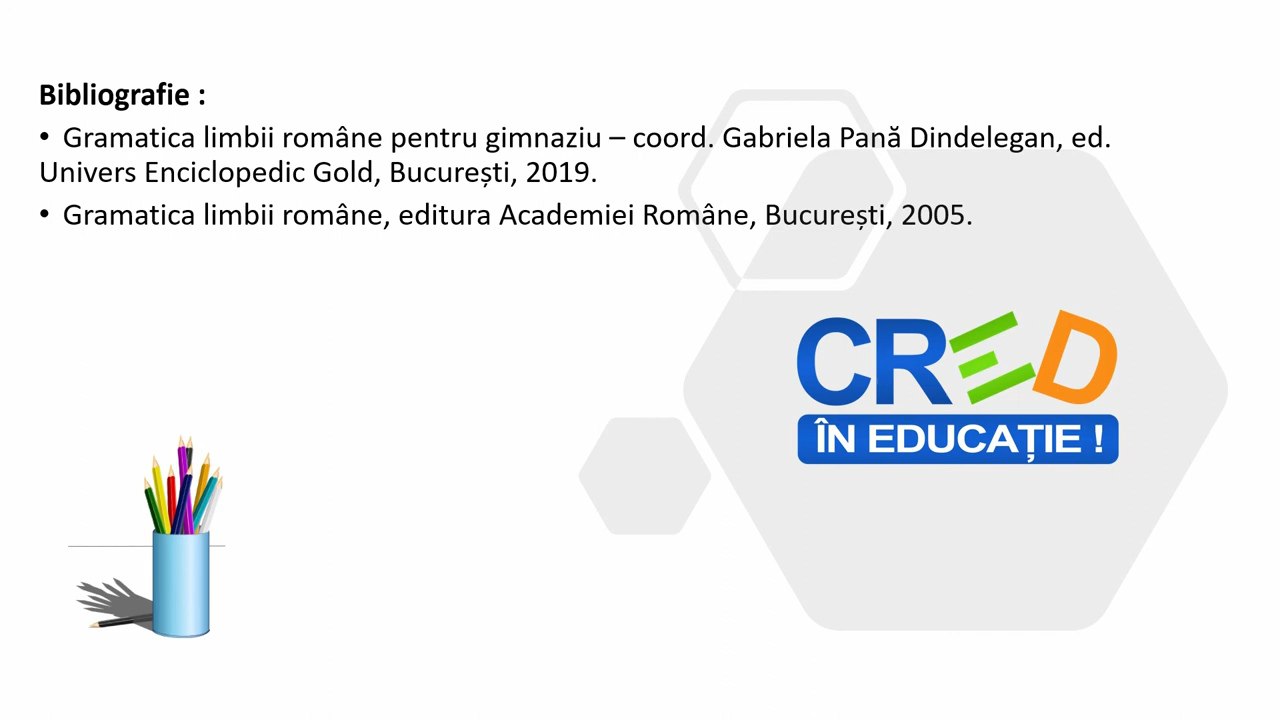 Bibliografie :
• Gramatica limbii române pentru gimnaziu – coord. Gabriela Pană Dindelegan, ed.
Univers Enciclopedic Gold, București, 2019.
• Gramatica limbii române, editura Academiei Române, București, 2005.
CRED
ÎN EDUCAȚIE !